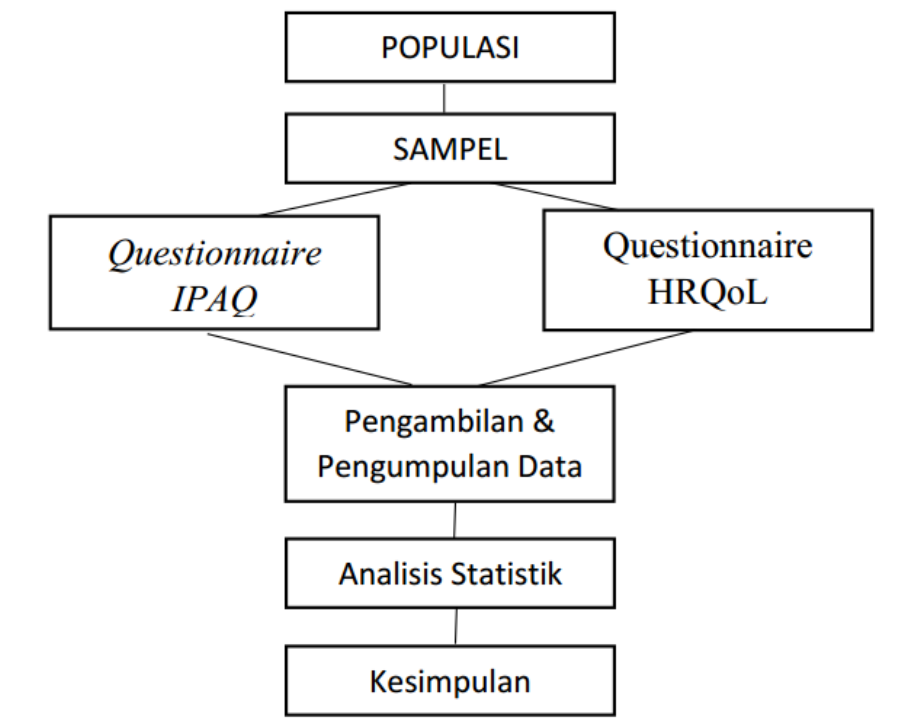 POPULASI
SAMPEL
Questionnaire
IPAQ
Questionnaire
HRQoL
Pengambilan &
Pengumpulan Data
Analisis Statistik
Kesimpulan